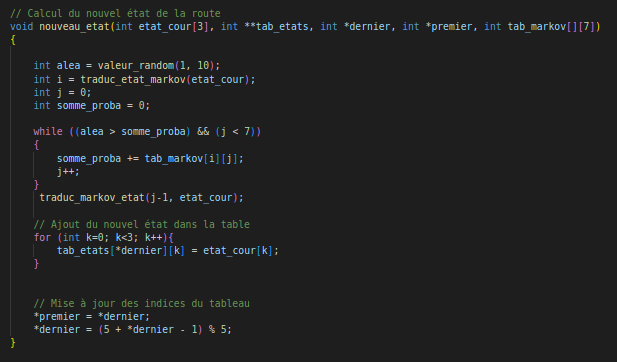 // Calcul du nouvel état de la route
void nouveau_etat(int etat_cour[3], int **tab_etats, int *dernier, int *premier, int tab_markov[][7])
{
int alea = valeur_random(1, 10);
int i = traduc_etat_markov(etat_cour);
int j = 0;
int somme_proba = 0;
while ((alea > somme_proba) && (j < 7))
{
somme_proba += tab_markov[i][j];
j++;
}
traduc_markov_etat(j-1, etat_cour);
// Ajout du nouvel état dans la table
for (int k=0; k<3; k++){
tab_etats[*dernier][k] = etat_cour[k];
}
// Mise à jour des indices du tableau
*premier = *dernier;
*dernier = (5 + *dernier - 1) % 5;
}